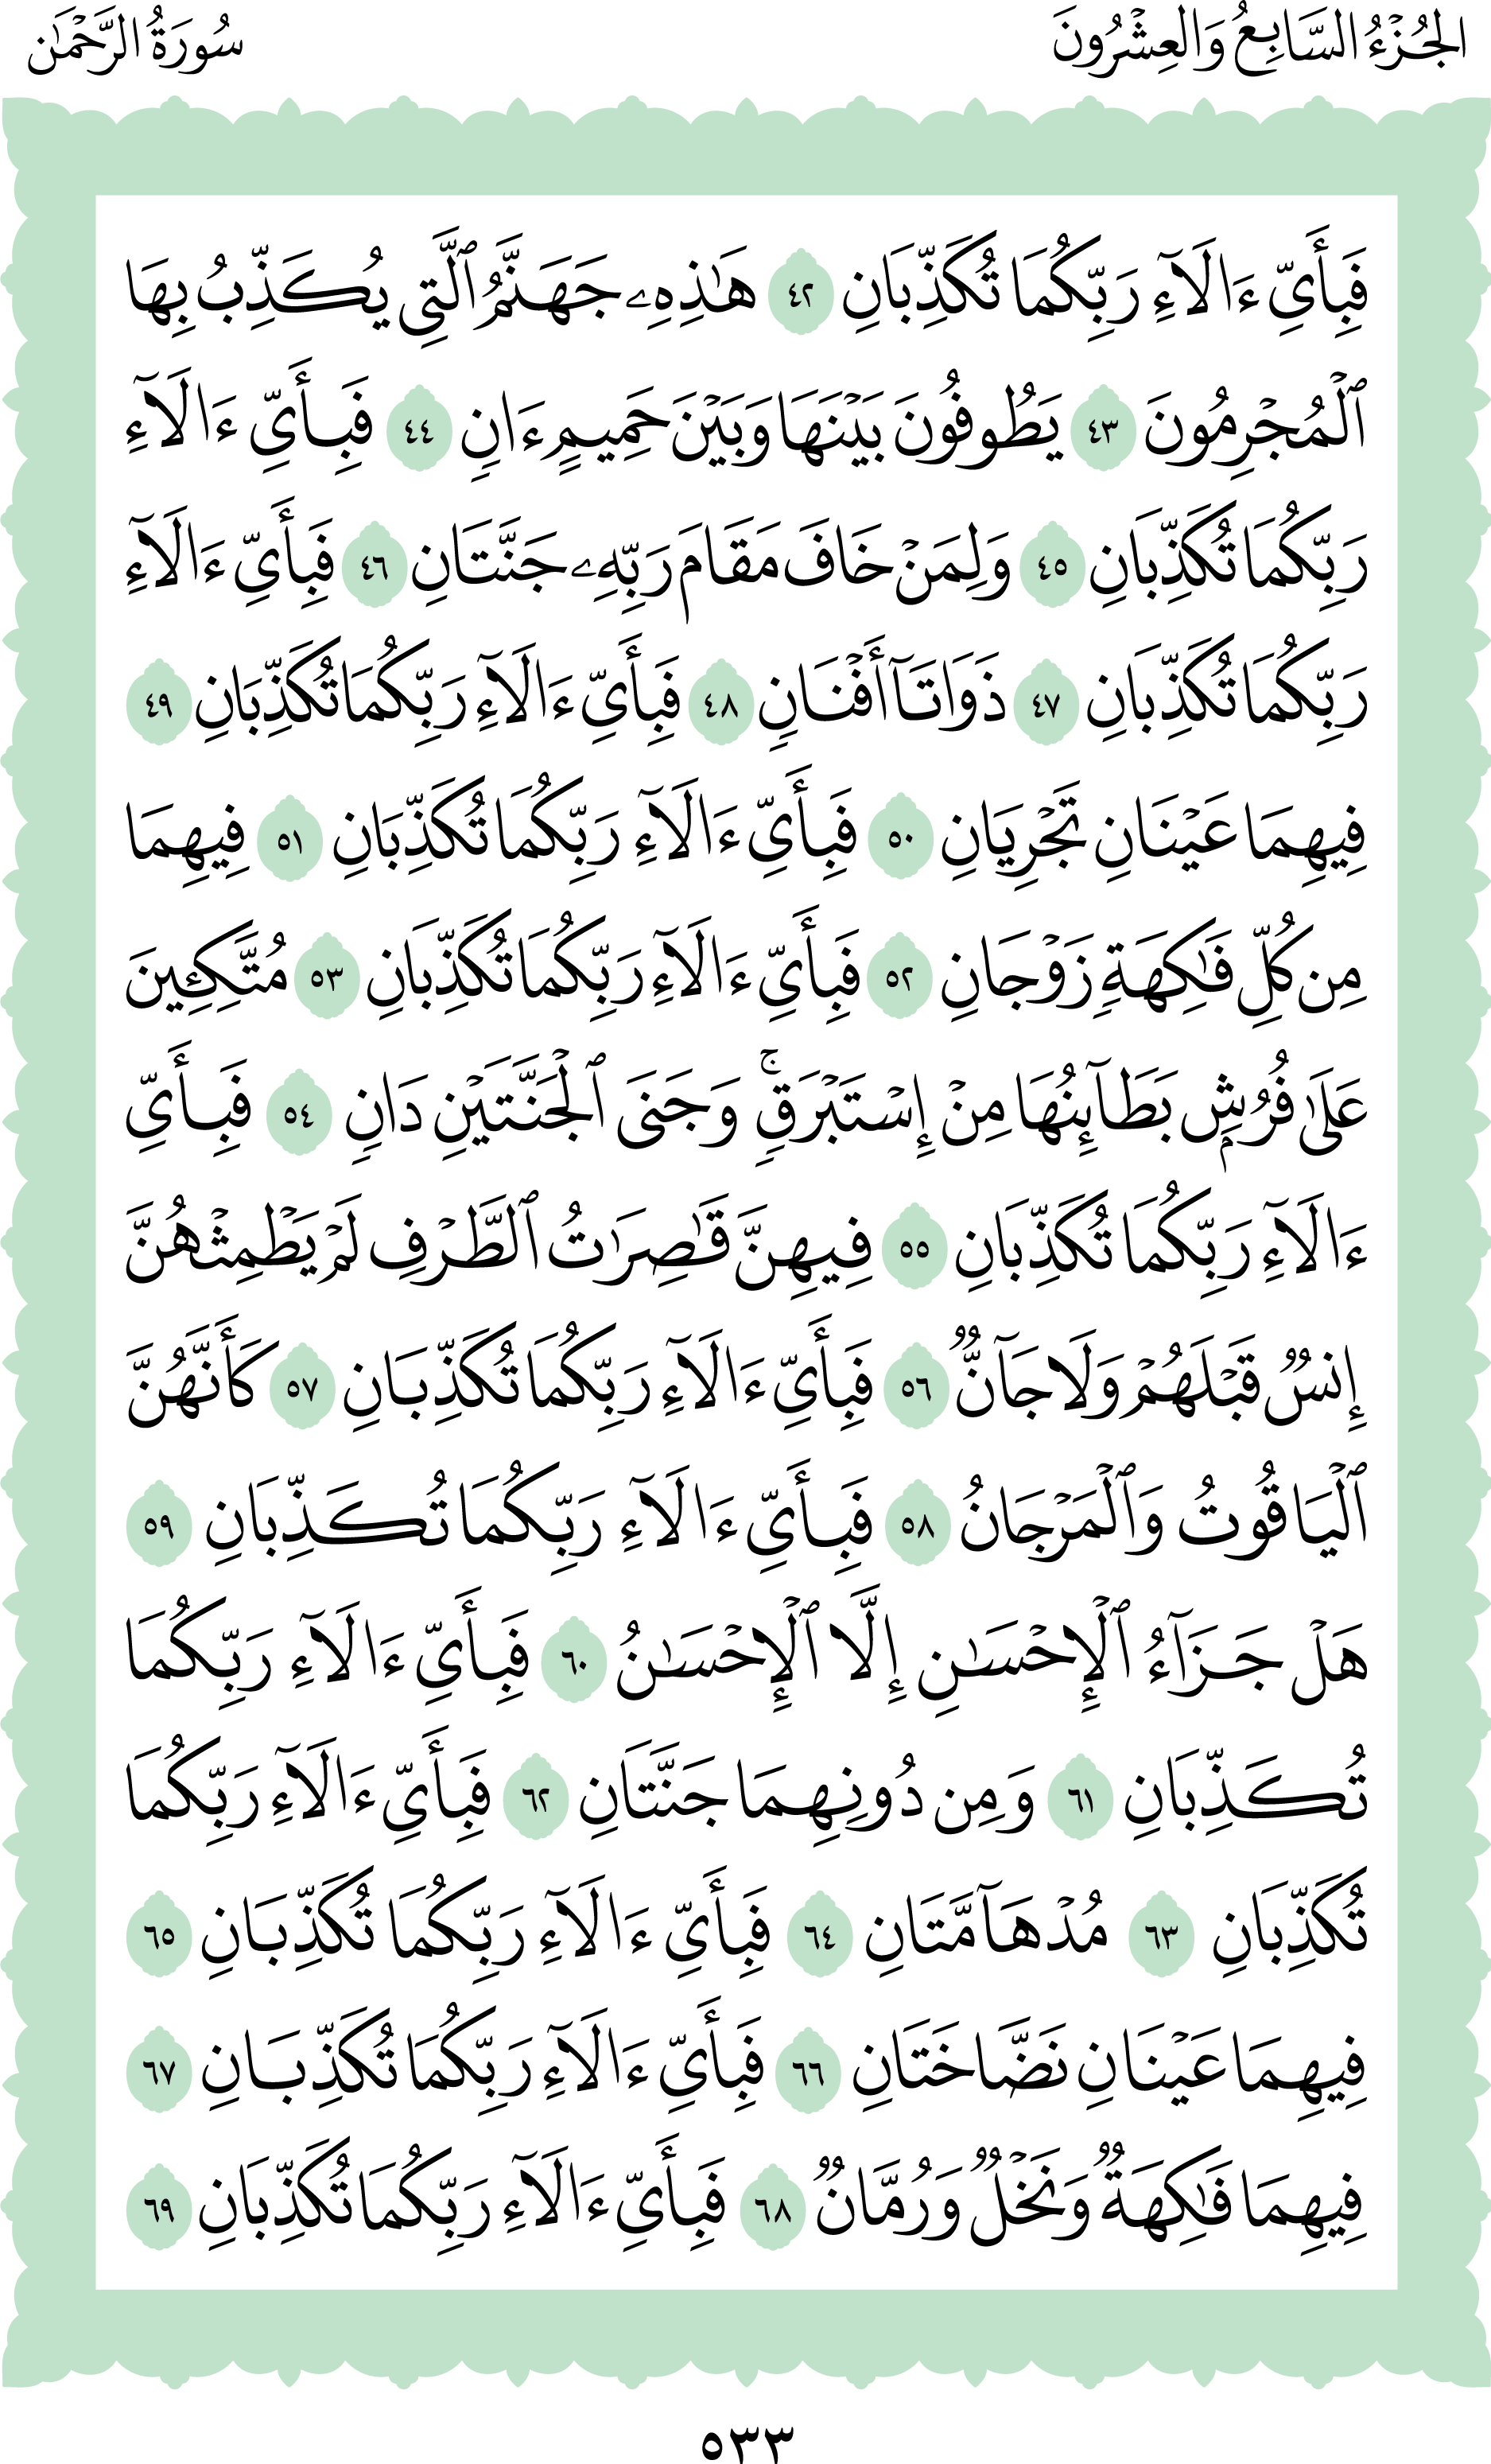 الجُزْءُ السَّابِعُ وَالعِشْرُونَ
سُورَةُ الرَّحْمَٰن
فَبِأَيِّ ءَالَآءِ رَبِّكُمَا تُكَذِّبَانِ ٤٢ هَٰذِهِۦ جَهَنَّمُ ٱلَّتِي يُكَذِّبُ بِهَا
ٱلْمُجْرِمُونَ ٤٣ يَطُوفُونَ بَيْنَهَا وَبَيْنَ حَمِيمٍ ءَانٍ ٤٤ فَبِأَيِّ ءَالَآءِ
رَبِّكُمَا تُكَذِّبَانِ ٤٥ وَلِمَنْ خَافَ مَقَامَ رَبِّهِۦ جَنَّتَانِ ٤٦ فَبِأَيِّ ءَالَآءِ
رَبِّكُمَا تُكَذِّبَانِ ٤٧ ذَوَاتَآ أَفْنَانٍ ٤٨ فَبِأَيِّ ءَالَآءِ رَبِّكُمَا تُكَذِّبَانِ ٤٩
فِيهِمَا عَيْنَانِ تَجْرِيَانِ ٥٠ فَبِأَيِّ ءَالَآءِ رَبِّكُمَا تُكَذِّبَانِ ٥١ فِيهِمَا
مِن كُلِّ فَٰكِهَةٍ زَوْجَانِ ٥٢ فَبِأَيِّ ءَالَآءِ رَبِّكُمَا تُكَذِّبَانِ ٥٣ مُتَّكِـِٔينَ
عَلَىٰ فُرُشٍۭ بَطَآئِنُهَا مِنْ إِسْتَبْرَقٍۚ وَجَنَى ٱلْجَنَّتَيْنِ دَانٍ ٥٤ فَبِأَيِّ
ءَالَآءِ رَبِّكُمَا تُكَذِّبَانِ ٥٥ فِيهِنَّ قَٰصِرَٰتُ ٱلطَّرْفِ لَمْ يَطْمِثْهُنَّ
إِنسٌ قَبْلَهُمْ وَلَا جَآنٌّ ٥٦ فَبِأَيِّ ءَالَآءِ رَبِّكُمَا تُكَذِّبَانِ ٥٧ كَأَنَّهُنَّ
ٱلْيَاقُوتُ وَٱلْمَرْجَانُ ٥٨ فَبِأَيِّ ءَالَآءِ رَبِّكُمَا تُكَذِّبَانِ ٥٩
هَلْ جَزَآءُ ٱلْإِحْسَٰنِ إِلَّا ٱلْإِحْسَٰنُ ٦٠ فَبِأَيِّ ءَالَآءِ رَبِّكُمَا
تُكَذِّبَانِ ٦١ وَمِن دُونِهِمَا جَنَّتَانِ ٦٢ فَبِأَيِّ ءَالَآءِ رَبِّكُمَا
تُكَذِّبَانِ ٦٣ مُدْهَآمَّتَانِ ٦٤ فَبِأَيِّ ءَالَآءِ رَبِّكُمَا تُكَذِّبَانِ ٦٥
فِيهِمَا عَيْنَانِ نَضَّاخَتَانِ ٦٦ فَبِأَيِّ ءَالَآءِ رَبِّكُمَا تُكَذِّبَانِ ٦٧
فِيهِمَا فَٰكِهَةٌ وَنَخْلٌ وَرُمَّانٌ ٦٨ فَبِأَيِّ ءَالَآءِ رَبِّكُمَا تُكَذِّبَانِ ٦٩
٥٣٣